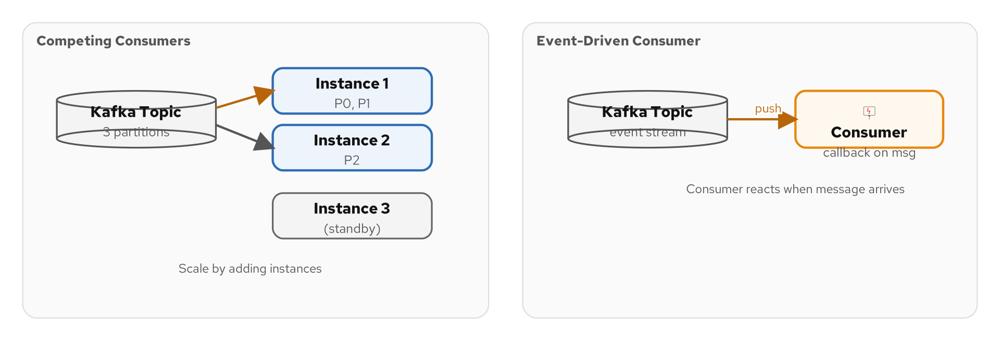 Competing Consumers
Kafka Topic
3 partitions
Instance 1
P0, P1
Instance 2
P2
Instance 3
(standby)
Scale by adding instances
Event-Driven Consumer
Kafka Topic
event stream
push
Consumer
callback on msg
Consumer reacts when message arrives